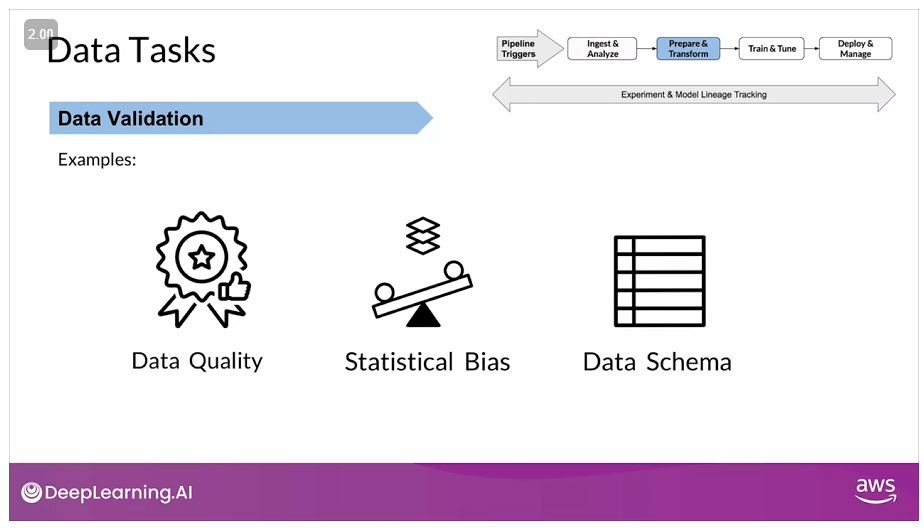 2.00
Data Tasks
Pipeline
Triggers
Ingest &
Analyze
Prepare &
Transform
Train & Tune
Deploy &
Manage
Experiment & Model Lineage Tracking
Data Validation
Examples:
Data Quality
Statistical Bias
Data Schema
DeepLearning.AI
aws